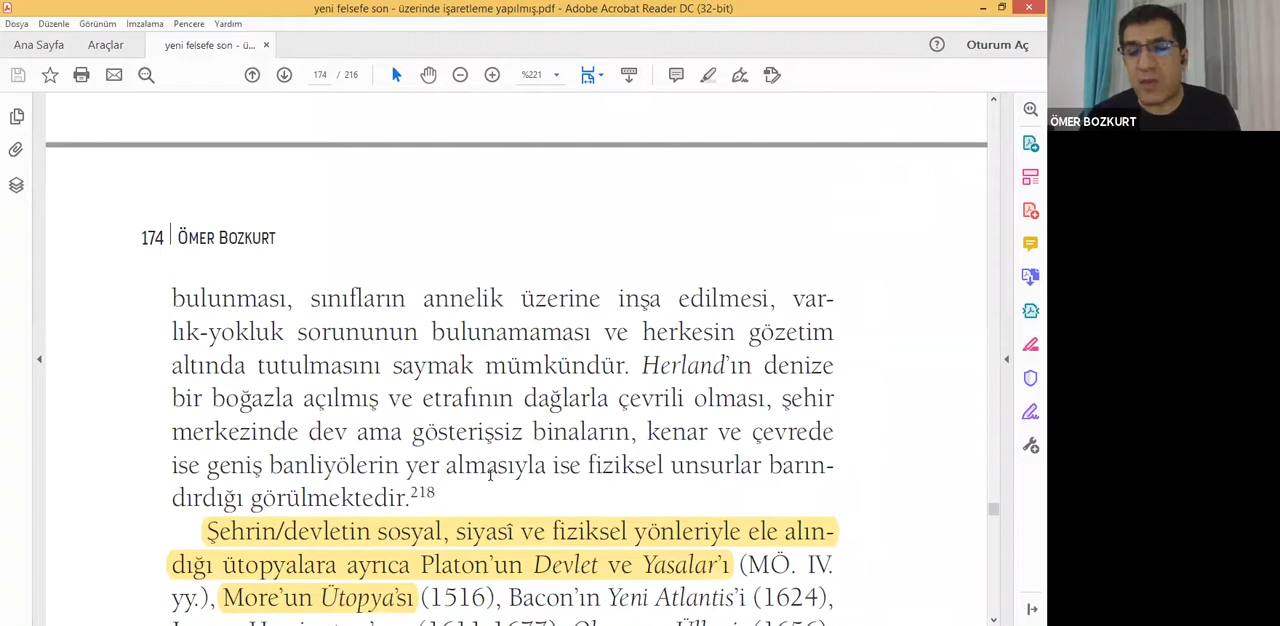 yeni felsefe son - üzerinde işaretleme yapılmış.pdf - Adobe Acrobat Reader DC (32-bit)
Dosya Düzenle Görünüm İmzalama Pencere Yardım
Ana Sayfa Araçlar yeni felsefe son - ü... × Oturum Aç
174 / 216 %221
ÖMER BOZKURT
174 | ÖMER BOZKURT
bulunması, sınıfların annelik üzerine inşa edilmesi, var-
lık-yokluk sorununun bulunamaması ve herkesin gözetim
altında tutulmasını saymak mümkündür. Herland’ın denize
bir boğazla açılmış ve etrafının dağlarla çevrili olması, şehir
merkezinde dev ama gösterişsiz binaların, kenar ve çevrede
ise geniş banliyölerin yer almasıyla ise fiziksel unsurlar barın-
dırdığı görülmektedir.218
Şehrin/devletin sosyal, siyasî ve fiziksel yönleriyle ele alın-
dığı ütopyalara ayrıca Platon’un Devlet ve Yasalar’ı (MÖ. IV.
yy.), More’un Ütopya’sı (1516), Bacon’ın Yeni Atlantis’i (1624),